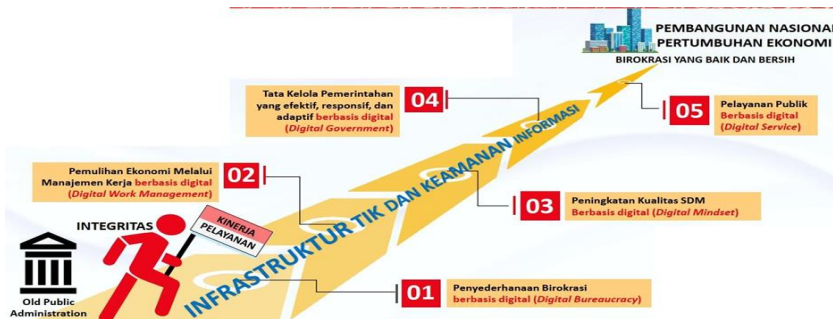 PEMBANGUNAN NASIONAL
PERTUMBUHAN EKONOMI
BIROKRASI YANG BAIK DAN BERSIH
Tata Kelola Pemerintahan
yang efektif, responsif, dan
adaptif berbasis digital
(Digital Government)
04
05
Pelayanan Publik
Berbasis digital
(Digital Service)
Pemulihan Ekonomi Melalui
Manajemen Kerja berbasis digital
(Digital Work Management)
02
03
Peningkatan Kualitas SDM
Berbasis digital (Digital Mindset)
INTEGRITAS
KINERJA
PELAYANAN
INFRASTRUKTUR TIK DAN KEAMANAN INFORMASI
Old Public
Administration
01
Penyederhanaan Birokrasi
berbasis digital (Digital Bureaucracy)